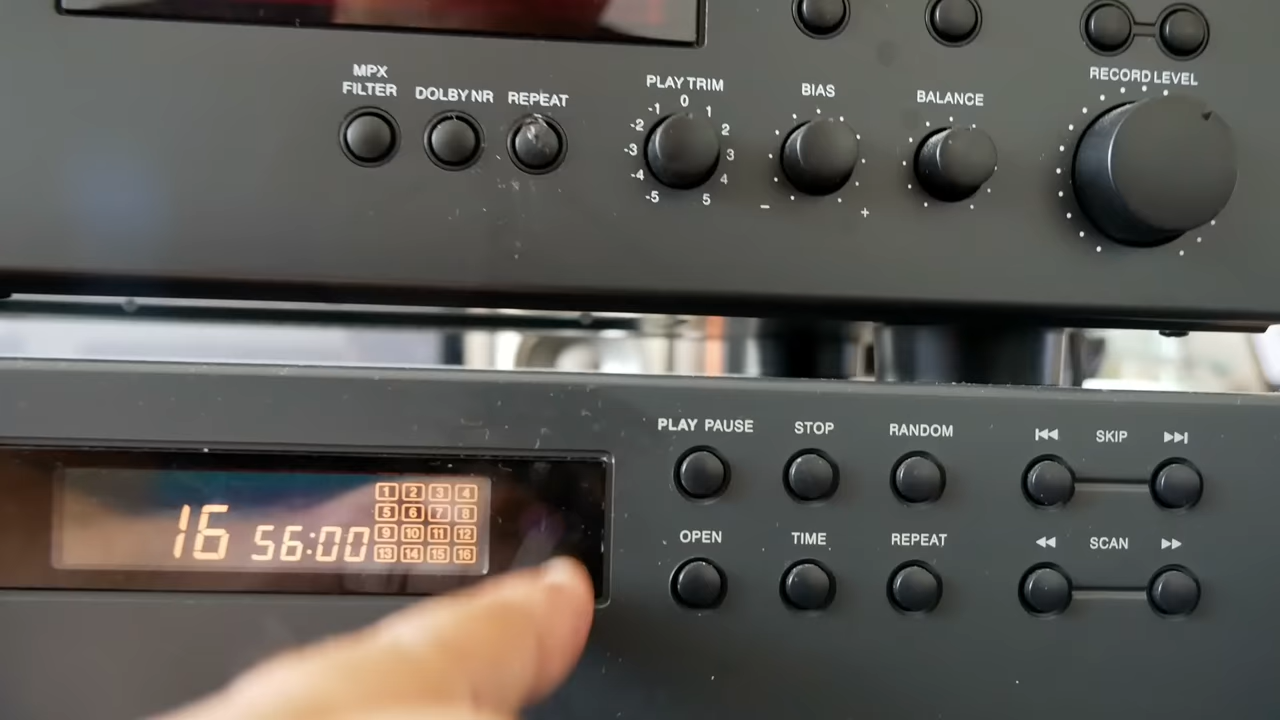 MPX
FILTER
DOLBY NR
REPEAT
PLAY TRIM
0
-1 1
-2 2
-3 3
-4 4
-5 5
BIAS
- +
BALANCE
RECORD LEVEL
PLAY PAUSE
STOP
RANDOM
SKIP
OPEN
TIME
REPEAT
SCAN
16 56:00
1 2 3 4
5 6 7 8
9 10 11 12
13 14 15 16